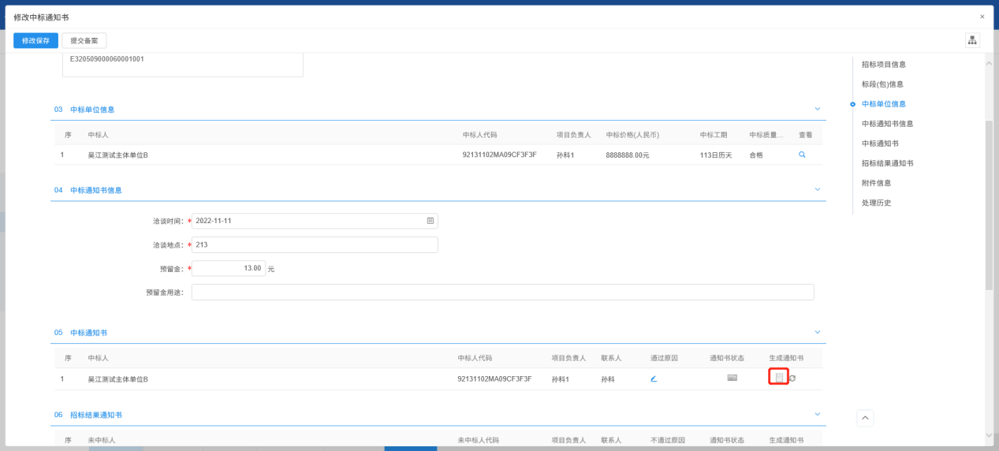 修改中标通知书
×
修改保存 提交备案
E320509000060001001
03 中标单位信息
序 中标人 中标人代码 项目负责人 中标价格(人民币) 中标工期 中标质量... 查看
1 吴江测试主体单位B 92131102MA09CF3F3F 孙科1 8888888.00元 113日历天 合格
04 中标通知书信息
洽谈时间: * 2022-11-11
洽谈地点: * 213
预留金: * 13.00 元
预留金用途:
05 中标通知书
序 中标人 中标人代码 项目负责人 联系人 通过原因 通知书状态 生成通知书
1 吴江测试主体单位B 92131102MA09CF3F3F 孙科1 孙科
06 招标结果通知书
序 未中标人 未中标人代码 项目负责人 联系人 不通过原因 通知书状态 生成通知书
招标项目信息
标段(包)信息
中标单位信息
中标通知书信息
中标通知书
招标结果通知书
附件信息
处理历史